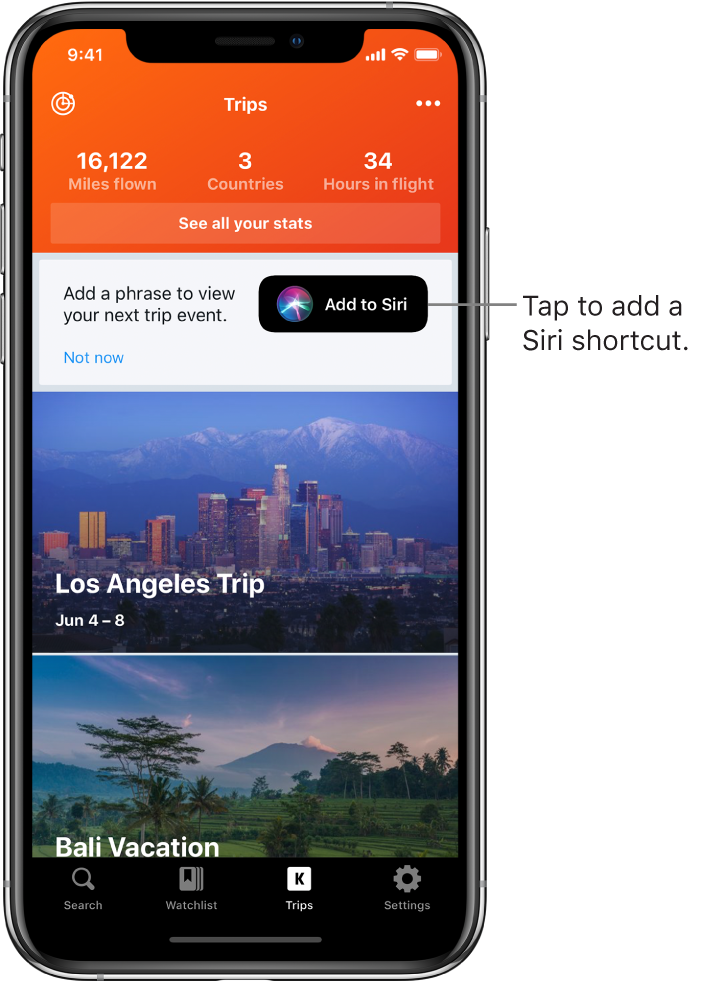 9:41
Trips
16,122 3 34
Miles flown Countries Hours in flight
See all your stats
Add a phrase to view
your next trip event.
Add to Siri
Not now
Tap to add a
Siri shortcut.
Los Angeles Trip
Jun 4 – 8
Bali Vacation
K
Search Watchlist Trips Settings